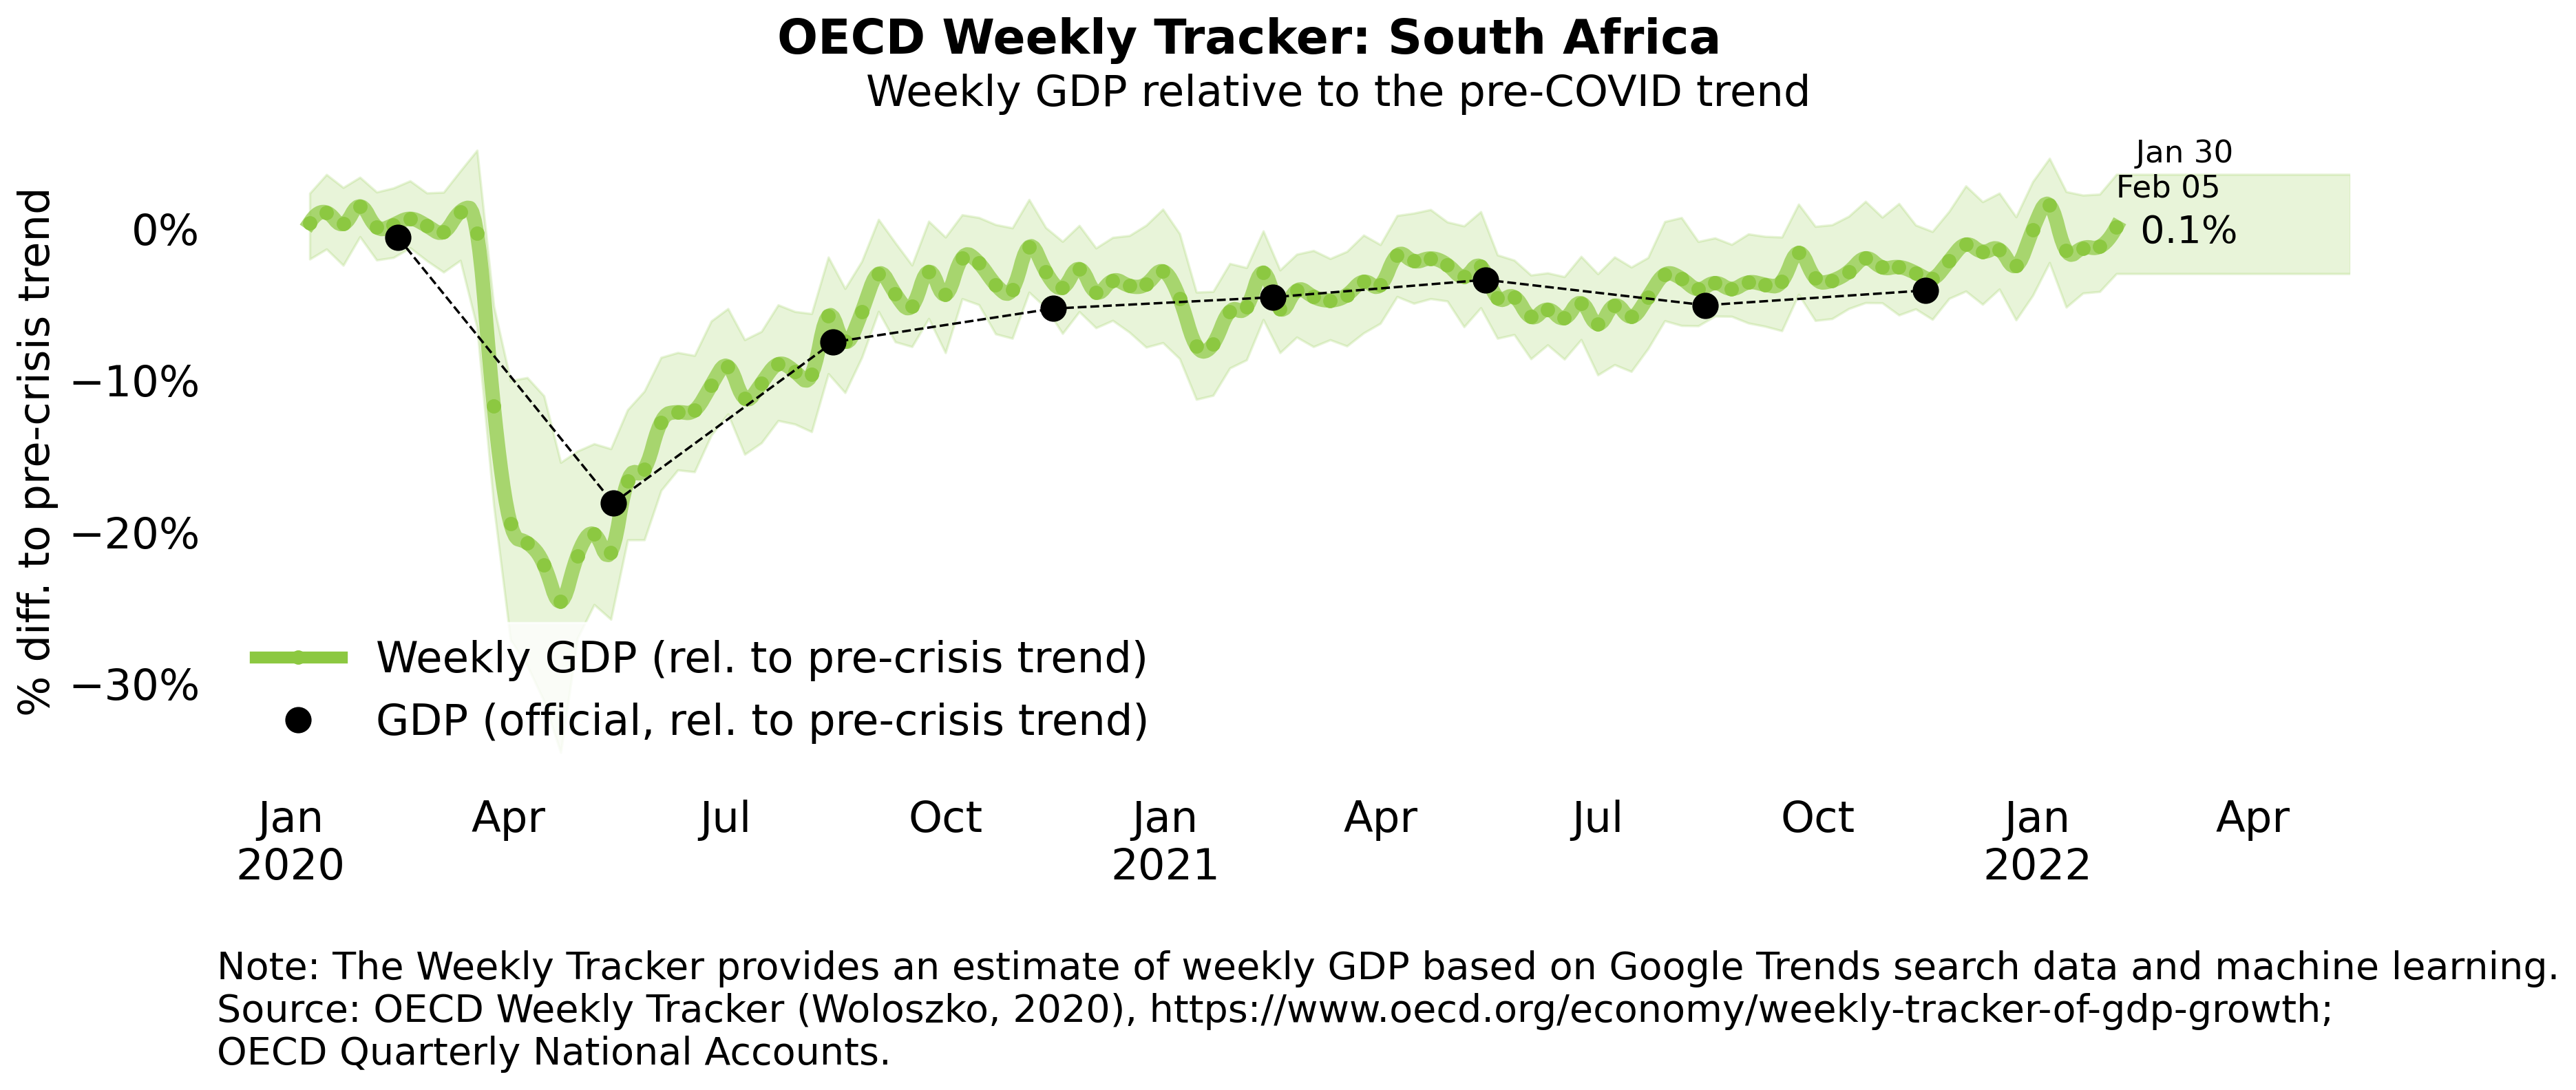 OECD Weekly Tracker: South Africa
Weekly GDP relative to the pre-COVID trend
% diff. to pre-crisis trend
0%
−10%
−20%
−30%
Jan 30
Feb 05
0.1%
Weekly GDP (rel. to pre-crisis trend)
GDP (official, rel. to pre-crisis trend)
Jan Apr Jul Oct Jan Apr Jul Oct Jan Apr
2020 2021 2022
Note: The Weekly Tracker provides an estimate of weekly GDP based on Google Trends search data and machine learning.
Source: OECD Weekly Tracker (Woloszko, 2020), https://www.oecd.org/economy/weekly-tracker-of-gdp-growth;
OECD Quarterly National Accounts.